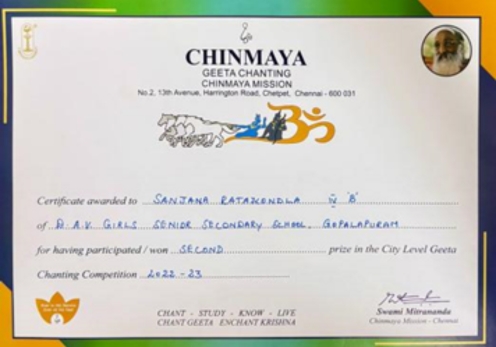 CHINMAYA
GEETA CHANTING
CHINMAYA MISSION
No.2, 13th Avenue, Harrington Road, Chetpet, Chennai - 600 031
Certificate awarded to SANJANA RATAKONDLA IV 'B'
of D.A.V. GIRLS SENIOR SECONDARY SCHOOL, GOPALAPURAM
for having participated / won SECOND prize in the City Level Geeta
Chanting Competition 2022-23
CHANT - STUDY - KNOW - LIVE
CHANT GEETA ENCHANT KRISHNA
Swami Mitrananda
Chinmaya Mission - Chennai